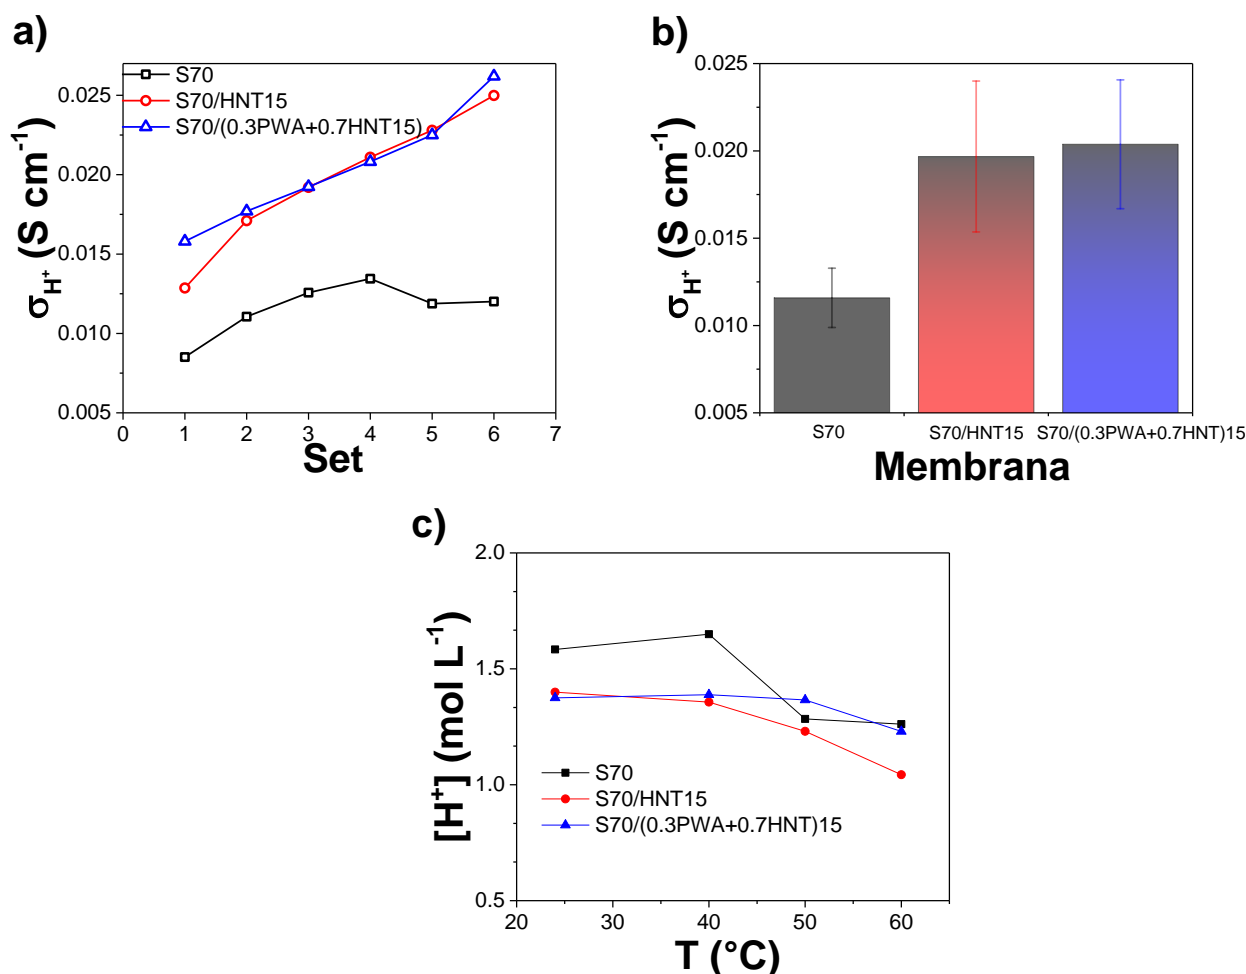 a)
σH+ (S cm-1)
0.025
0.020
0.015
0.010
0.005
S70
S70/HNT15
S70/(0.3PWA+0.7HNT15)
0 1 2 3 4 5 6 7
Set
b)
σH+ (S cm-1)
0.025
0.020
0.015
0.010
0.005
S70 S70/HNT15 S70/(0.3PWA+0.7HNT)15
Membrana
c)
[H+] (mol L-1)
2.0
1.5
1.0
0.5
S70
S70/HNT15
S70/(0.3PWA+0.7HNT)15
20 30 40 50 60
T (°C)